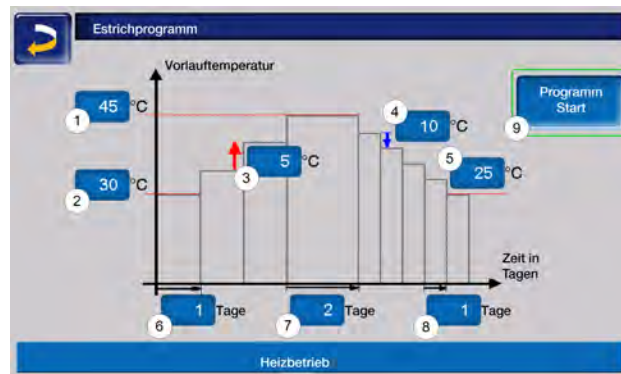 Estrichprogramm
Vorlauftemperatur
1 45 °C
4 10 °C
Programm
Start
9
3 5 °C
5 25 °C
2 30 °C
Zeit in
Tagen
6 1 Tage
7 2 Tage
8 1 Tage
Heizbetrieb